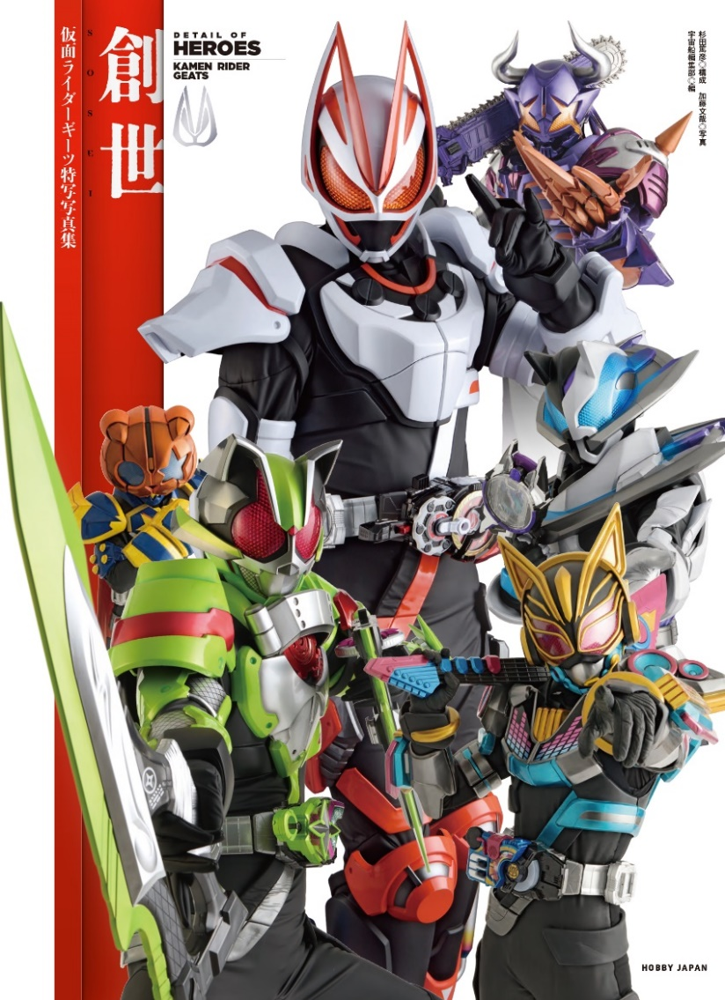 仮面ライダーギーツ特写写真集
創世
SOSEI
DETAIL OF
HEROES
KAMEN RIDER
GEATS
杉田篤彦◎構成 加藤文哉◎写真
宇宙船編集部◎編
HOBBY JAPAN